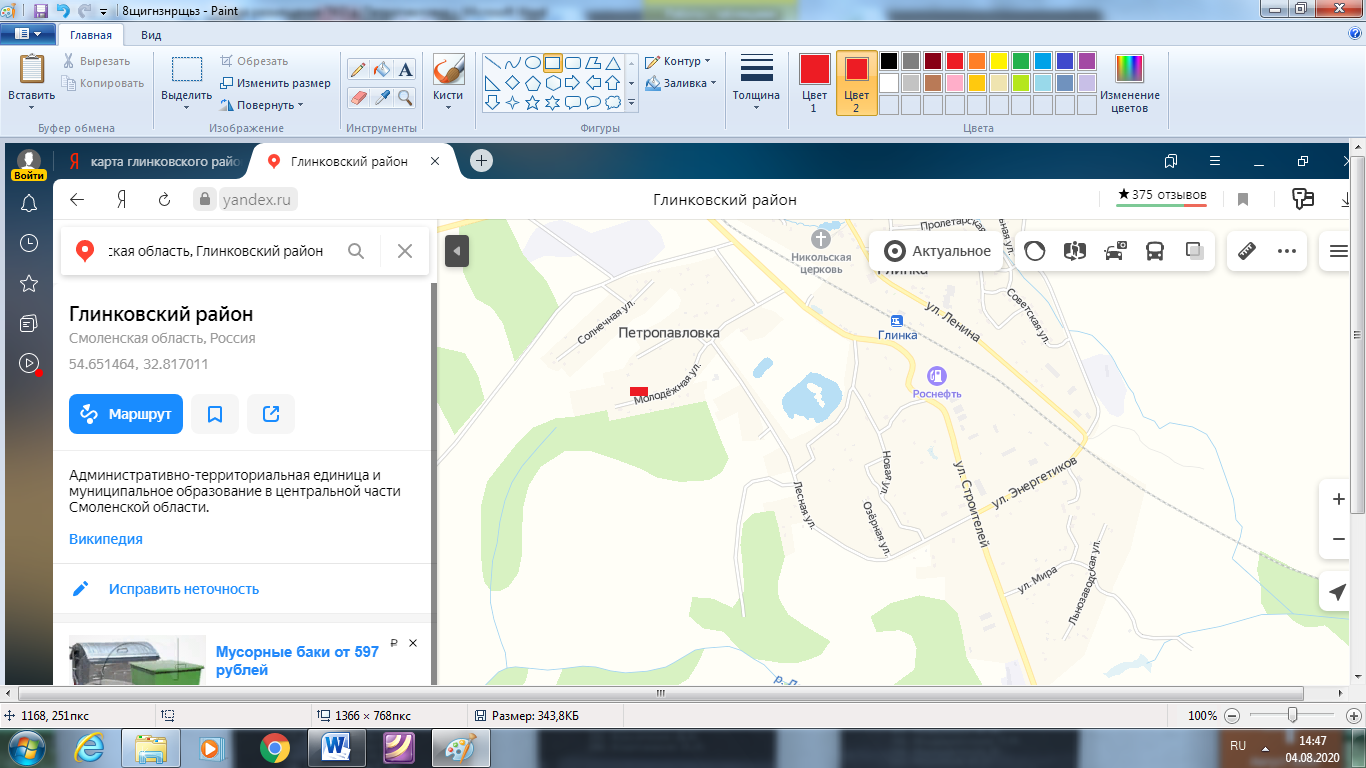 8щигнзнрщьз - Paint
Главная
Вид
Вставить
Вырезать
Копировать
Буфер обмена
Выделить
Обрезать
Изменить размер
Повернуть
Изображение
Инструменты
Кисти
Контур
Заливка
Фигуры
Толщина
Цвет 1
Цвет 2
Изменение цветов
Цвета
Войти
карта глинковского райо
Глинковский район
yandex.ru
Глинковский район
375 отзывов
ская область, Глинковский район
Глинковский район
Смоленская область, Россия
54.651464, 32.817011
Маршрут
Административно-территориальная единица и
муниципальное образование в центральной части
Смоленской области.
Википедия
Исправить неточность
Мусорные баки от 597
рублей
Пролетарская
Актуальное
Никольская
церковь
Глинка
Солнечная ул.
Советская ул.
ул. Ленина
Петропавловка
Глинка
Молодёжная ул.
Роснефть
Новая ул.
ул. Строителей
ул. Энергетиков
Лесная ул.
Озёрная ул.
ул. Мира
Льнозаводская ул.
1168, 251пкс
1366 × 768пкс
Размер: 343,8КБ
100%
RU
14:47
04.08.2020